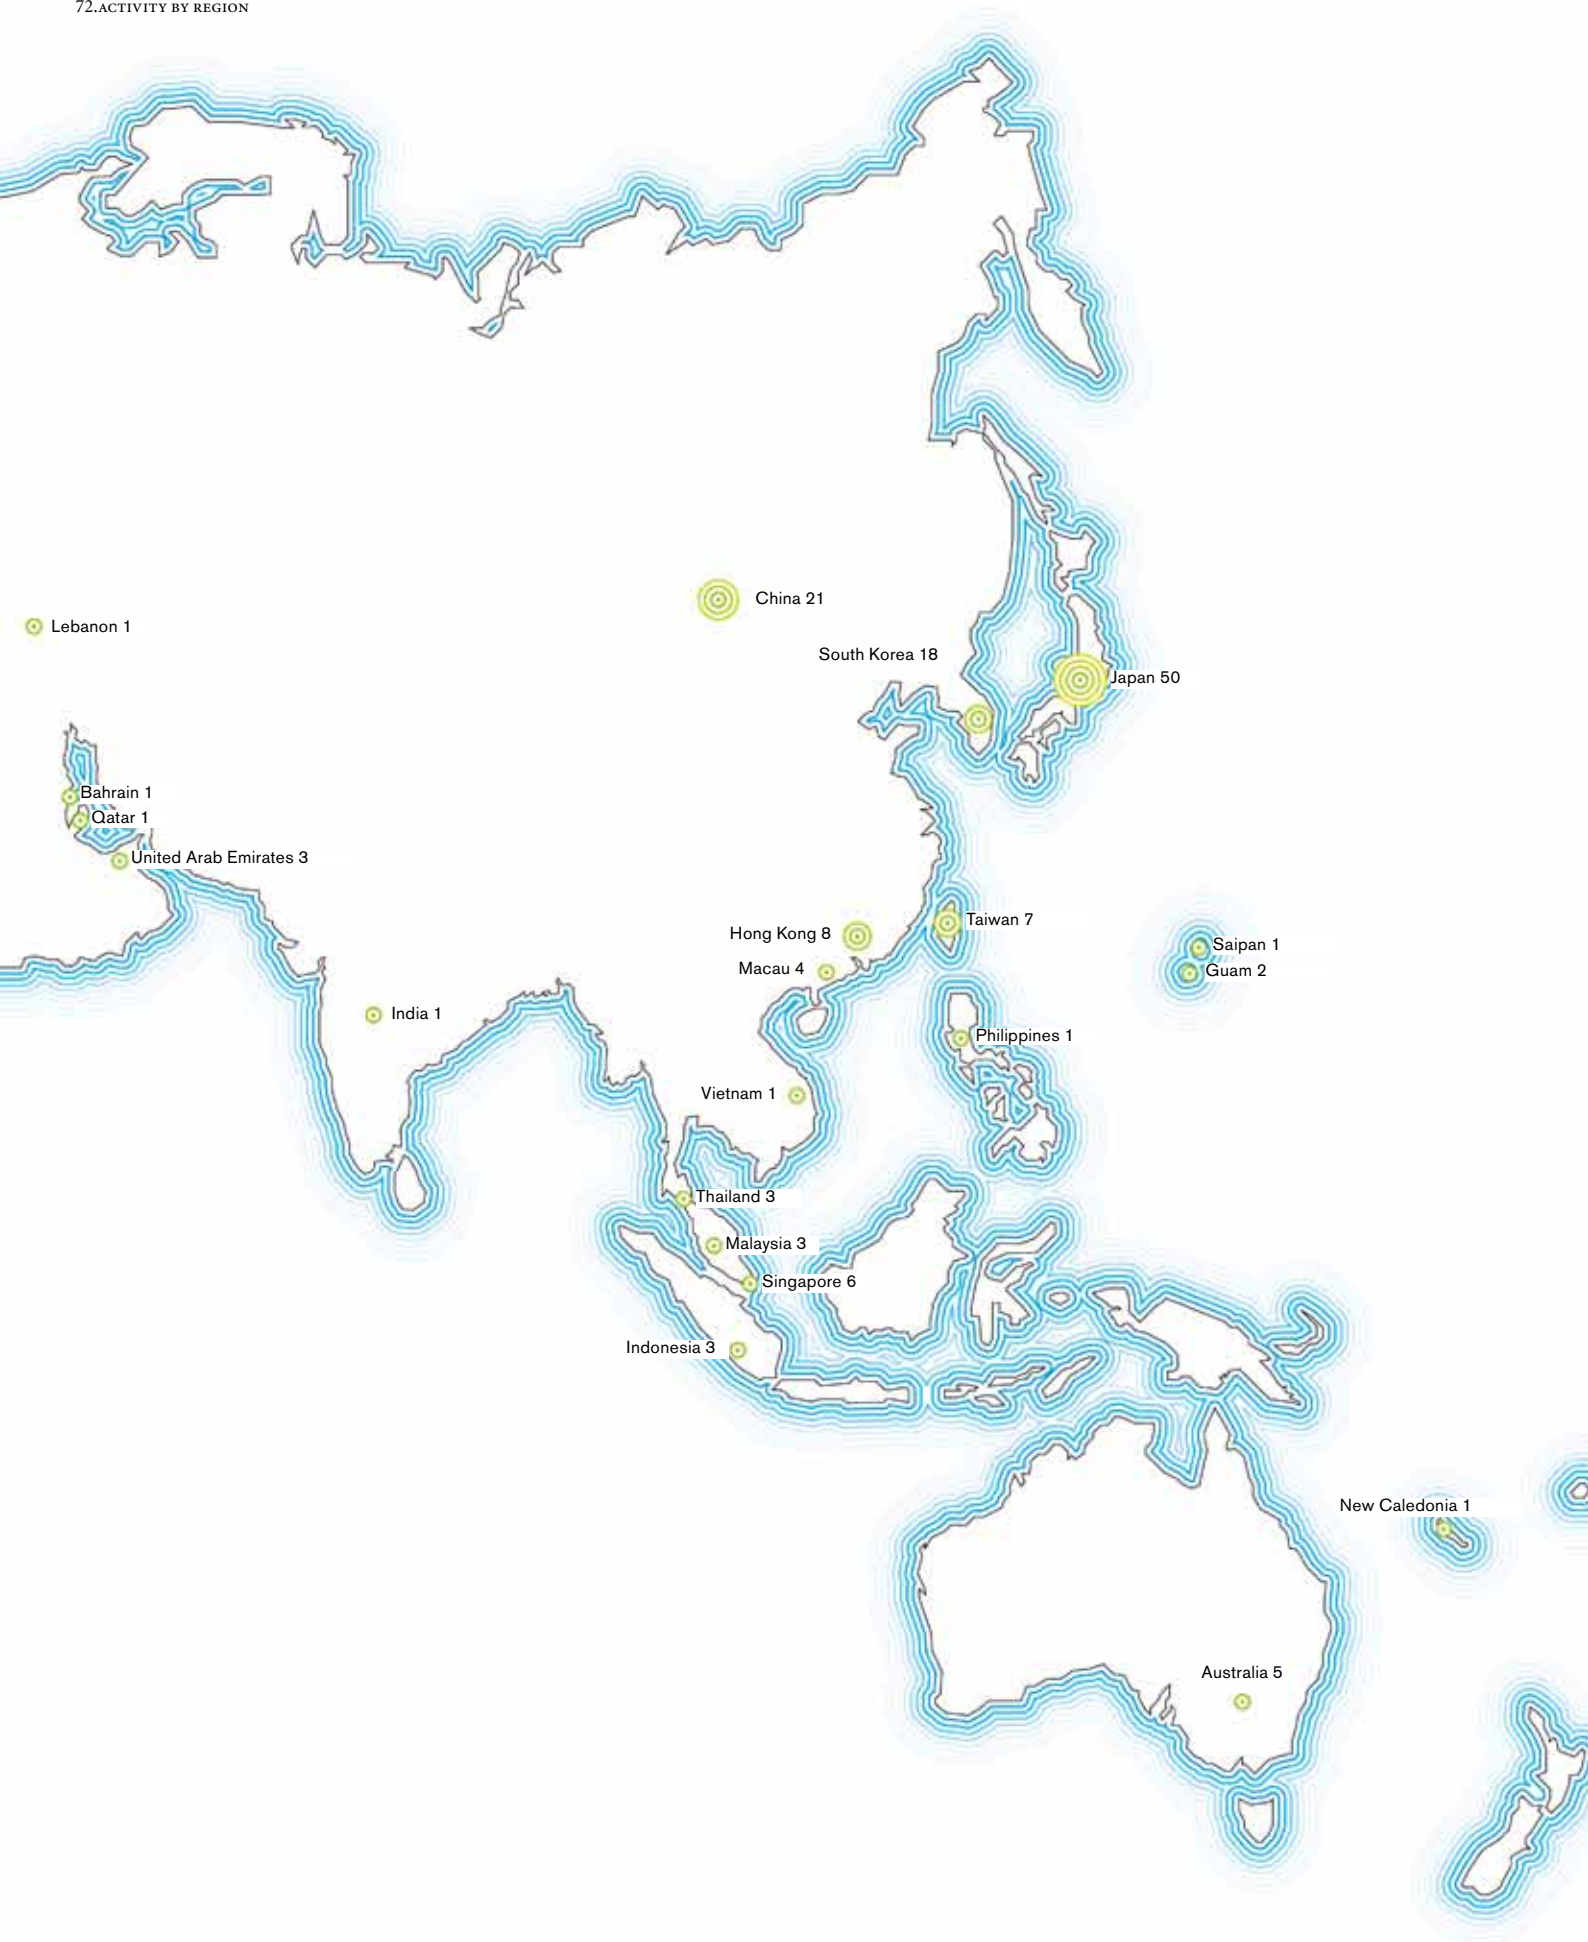 72.ACTIVITY BY REGION
China 21
Lebanon 1
South Korea 18
Japan 50
Bahrain 1
Qatar 1
United Arab Emirates 3
Taiwan 7
Hong Kong 8
Saipan 1
Macau 4
Guam 2
India 1
Philippines 1
Vietnam 1
Thailand 3
Malaysia 3
Singapore 6
Indonesia 3
New Caledonia 1
Australia 5